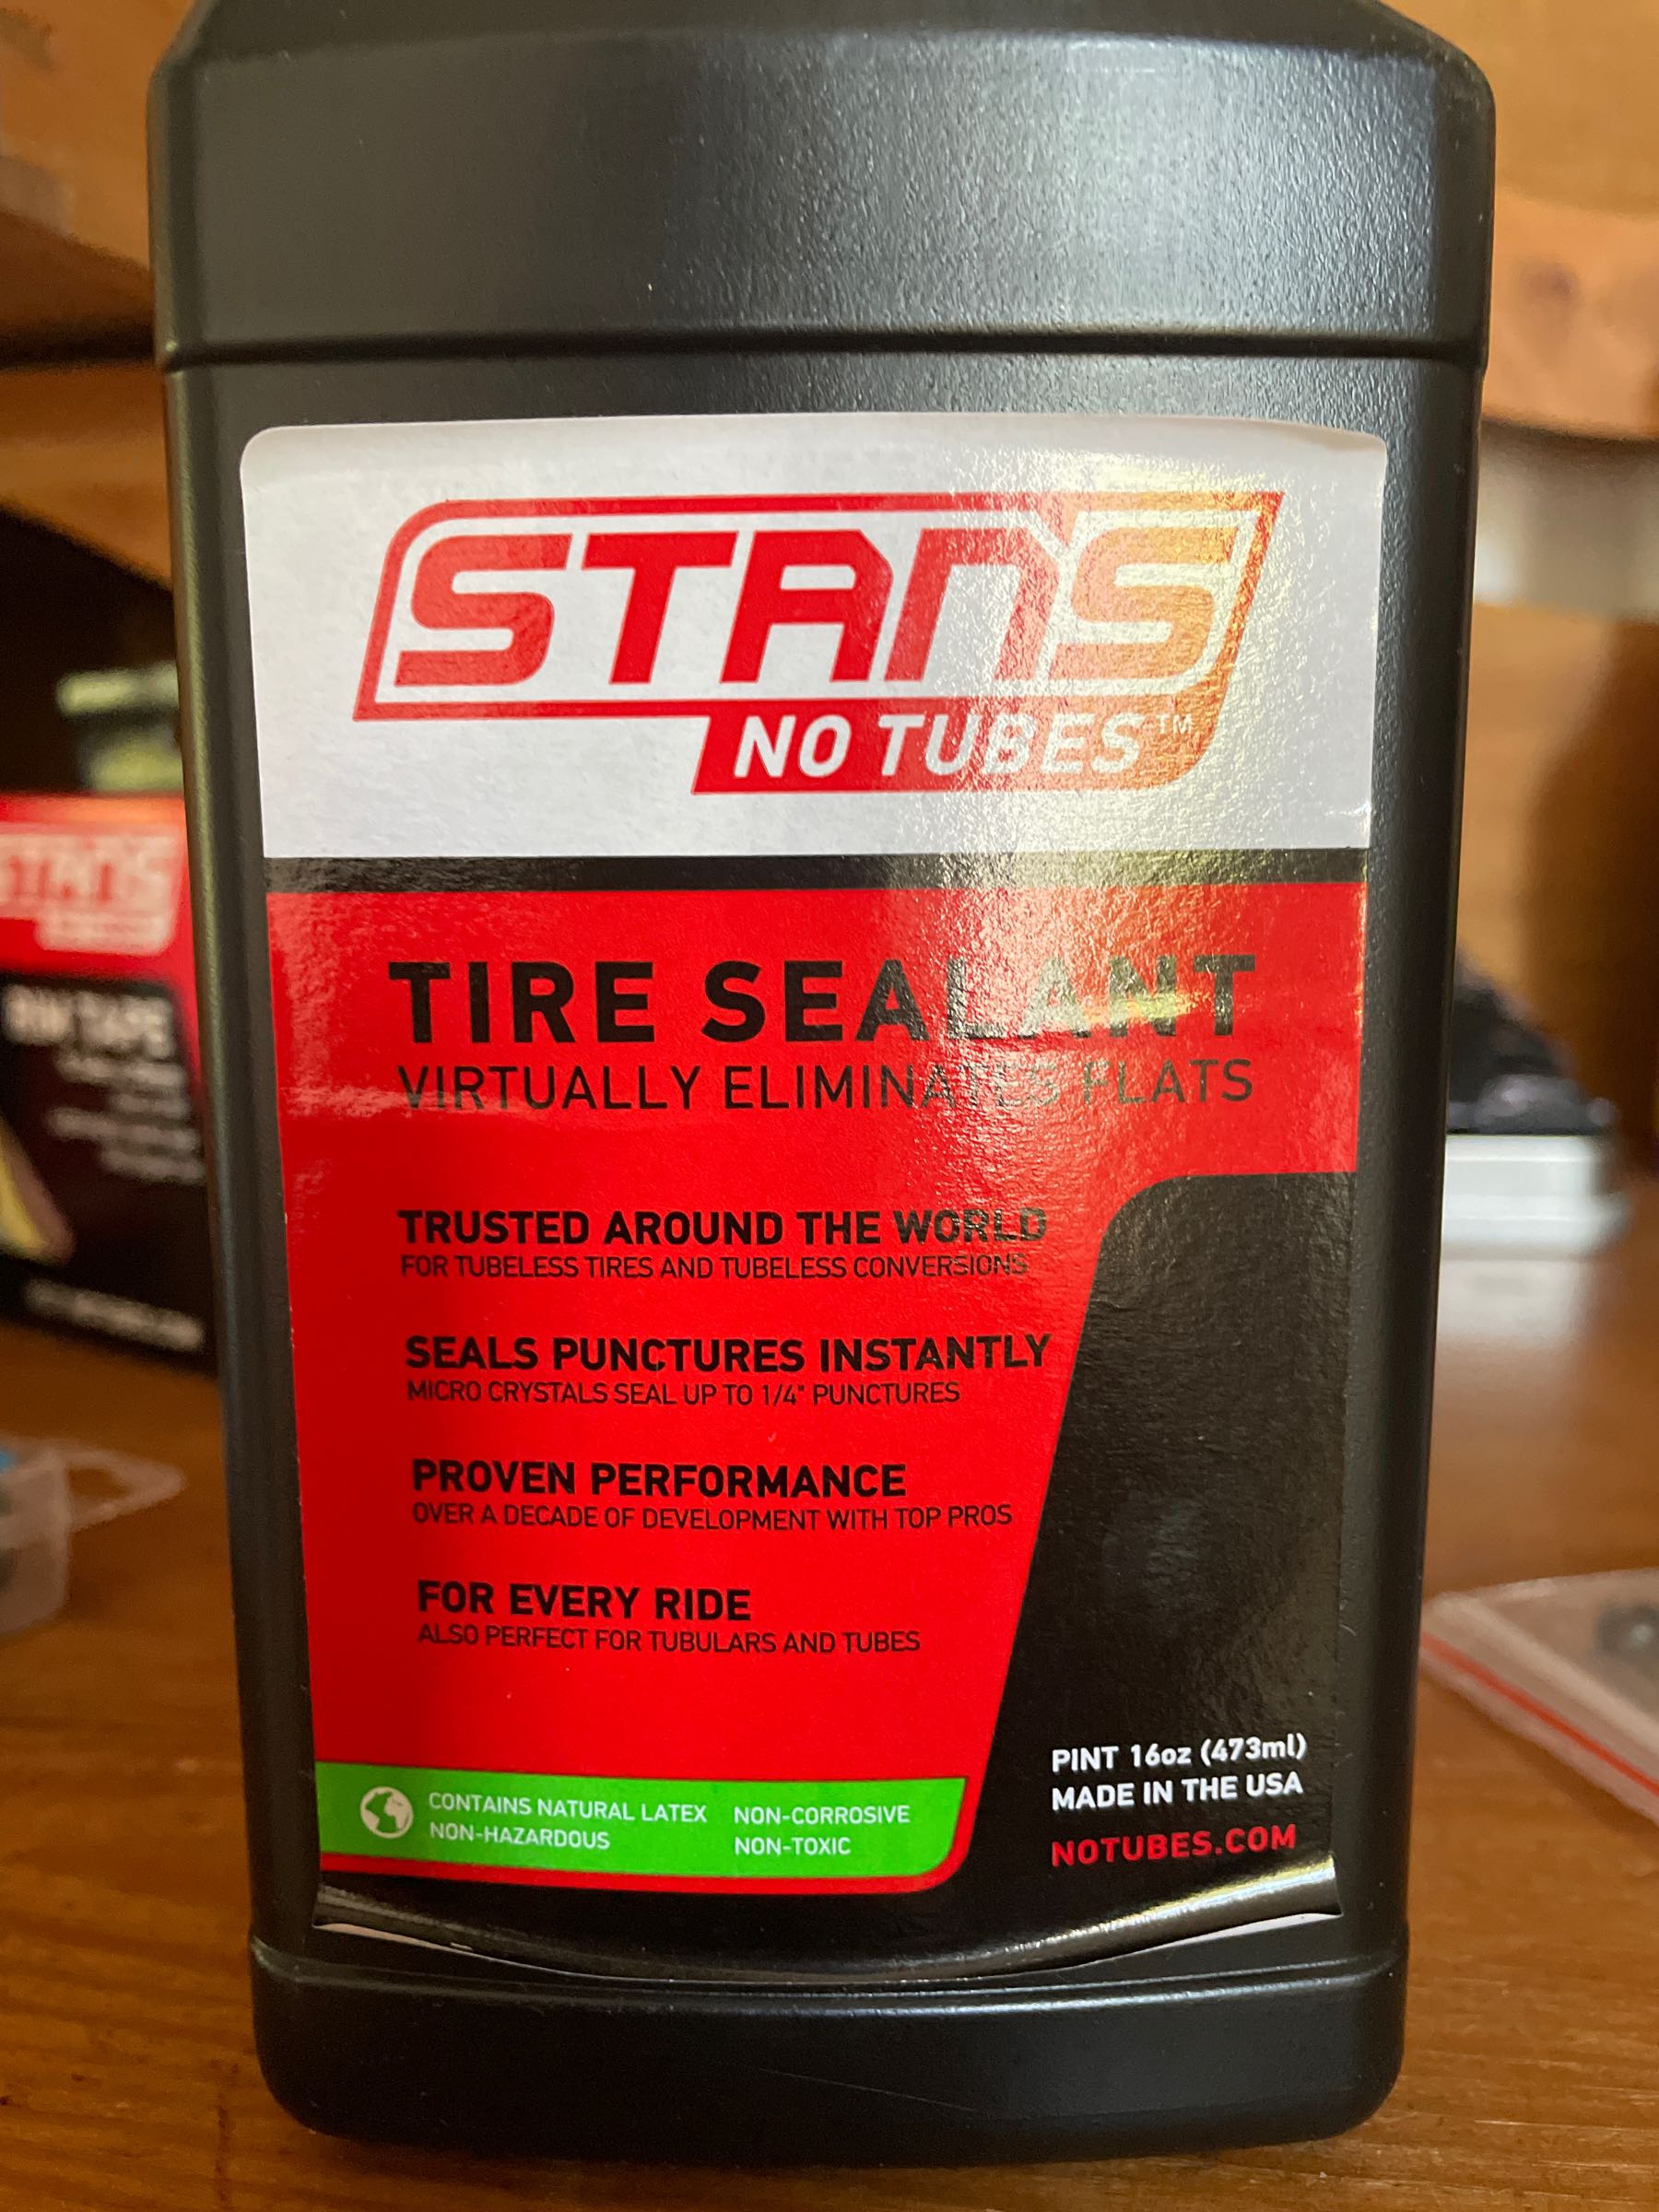 STANS
NO TUBES™
TIRE SEALANT
VIRTUALLY ELIMINATES FLATS
TRUSTED AROUND THE WORLD
FOR TUBELESS TIRES AND TUBELESS CONVERSIONS
SEALS PUNCTURES INSTANTLY
MICRO CRYSTALS SEAL UP TO 1/4" PUNCTURES
PROVEN PERFORMANCE
OVER A DECADE OF DEVELOPMENT WITH TOP PROS
FOR EVERY RIDE
ALSO PERFECT FOR TUBULARS AND TUBES
CONTAINS NATURAL LATEX NON-CORROSIVE
NON-HAZARDOUS NON-TOXIC
PINT 16oz (473ml)
MADE IN THE USA
NOTUBES.COM
STANS
RIM TAPE